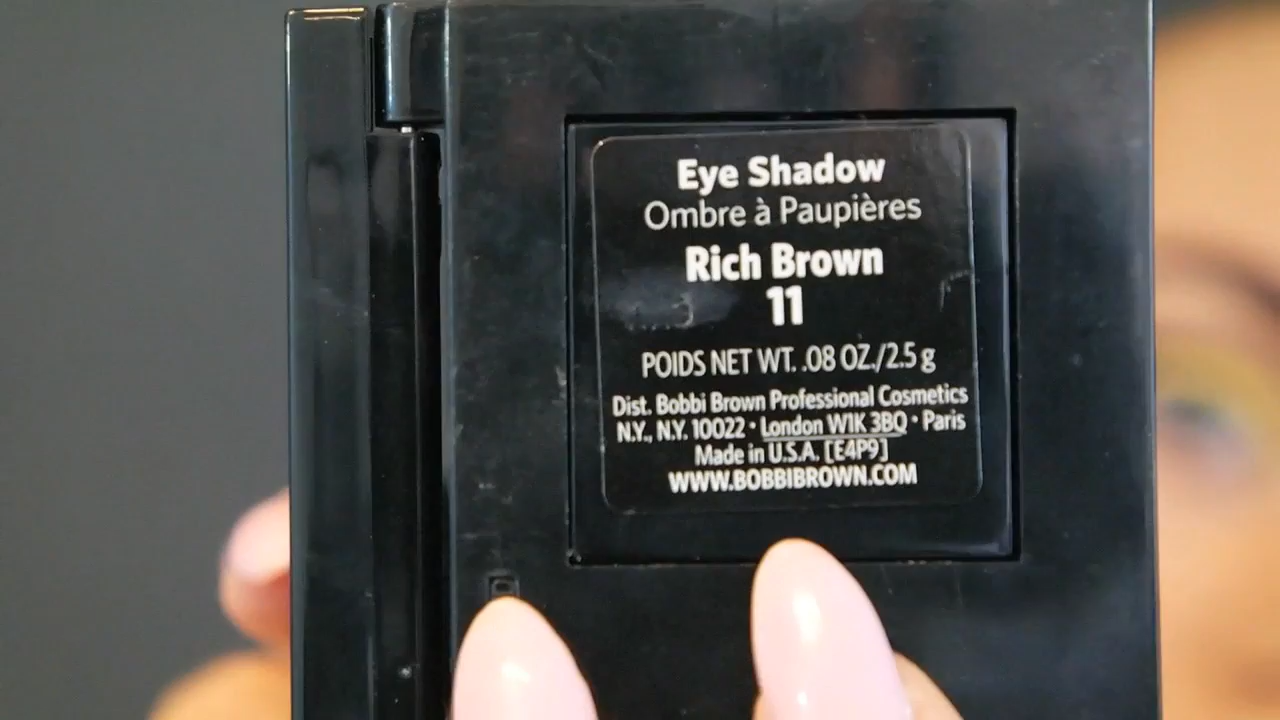 Eye Shadow
Ombre à Paupières
Rich Brown
11
POIDS NET WT. .08 OZ./2.5 g
Dist. Bobbi Brown Professional Cosmetics
N.Y., N.Y. 10022 • London W1K 3BQ • Paris
Made in U.S.A. [E4P9]
WWW.BOBBIBROWN.COM